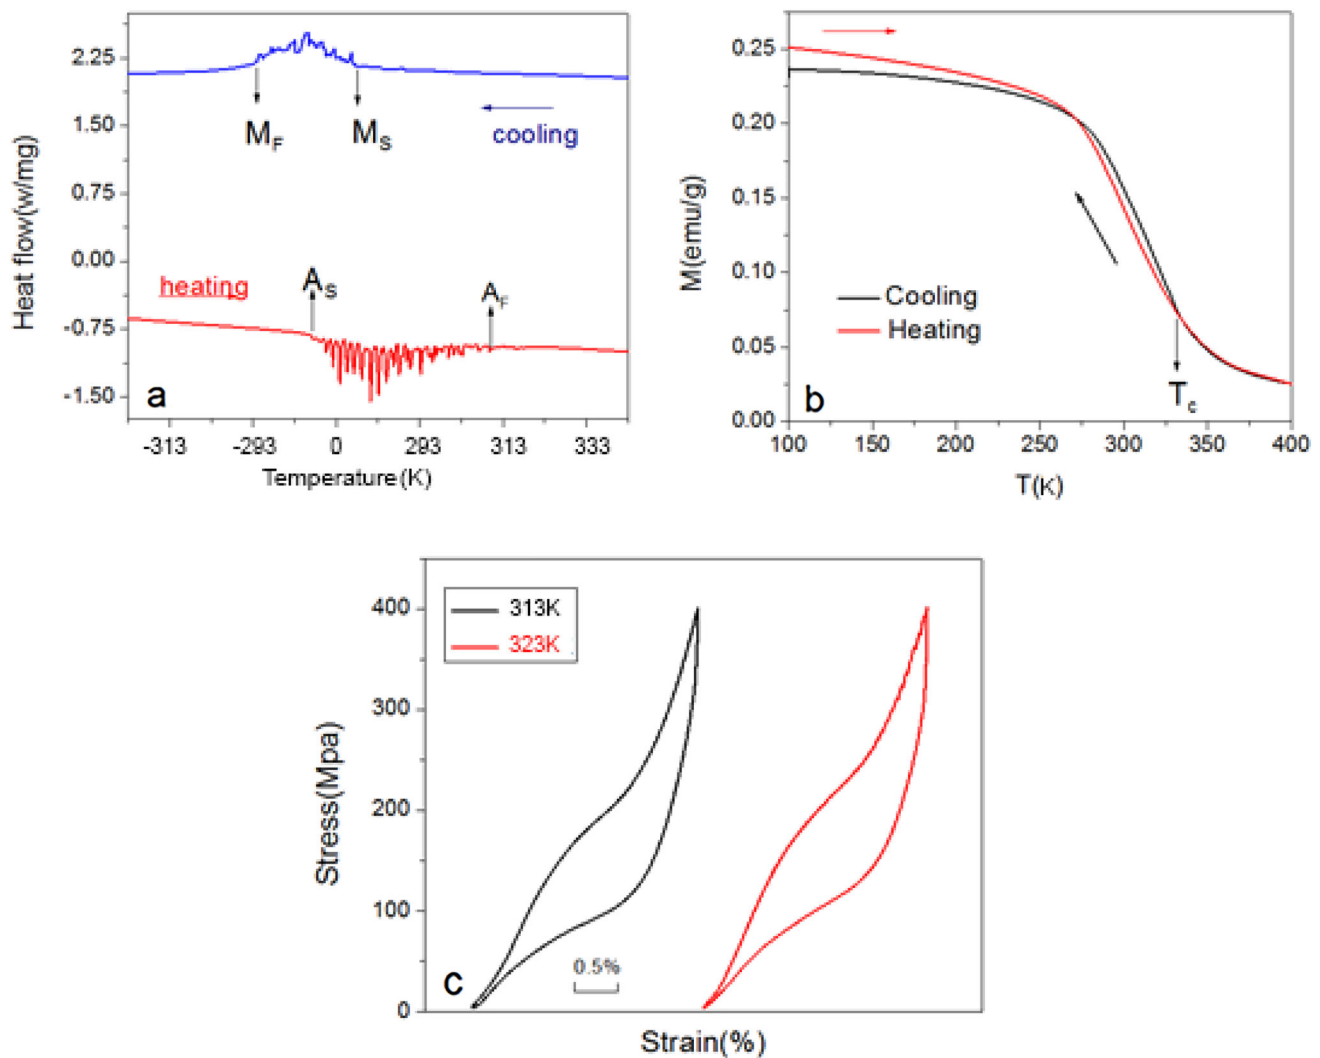 2.25
1.50
0.75
0.00
-0.75
-1.50
Heat flow(w/mg)
M_F
M_S
cooling
heating
A_S
A_F
a
-313
-293
0
293
313
333
Temperature(K)
0.25
0.20
0.15
0.10
0.05
0.00
M(emu/g)
Cooling
Heating
T_c
b
100
150
200
250
300
350
400
T(K)
400
300
200
100
0
Stress(Mpa)
313K
323K
0.5%
c
Strain(%)